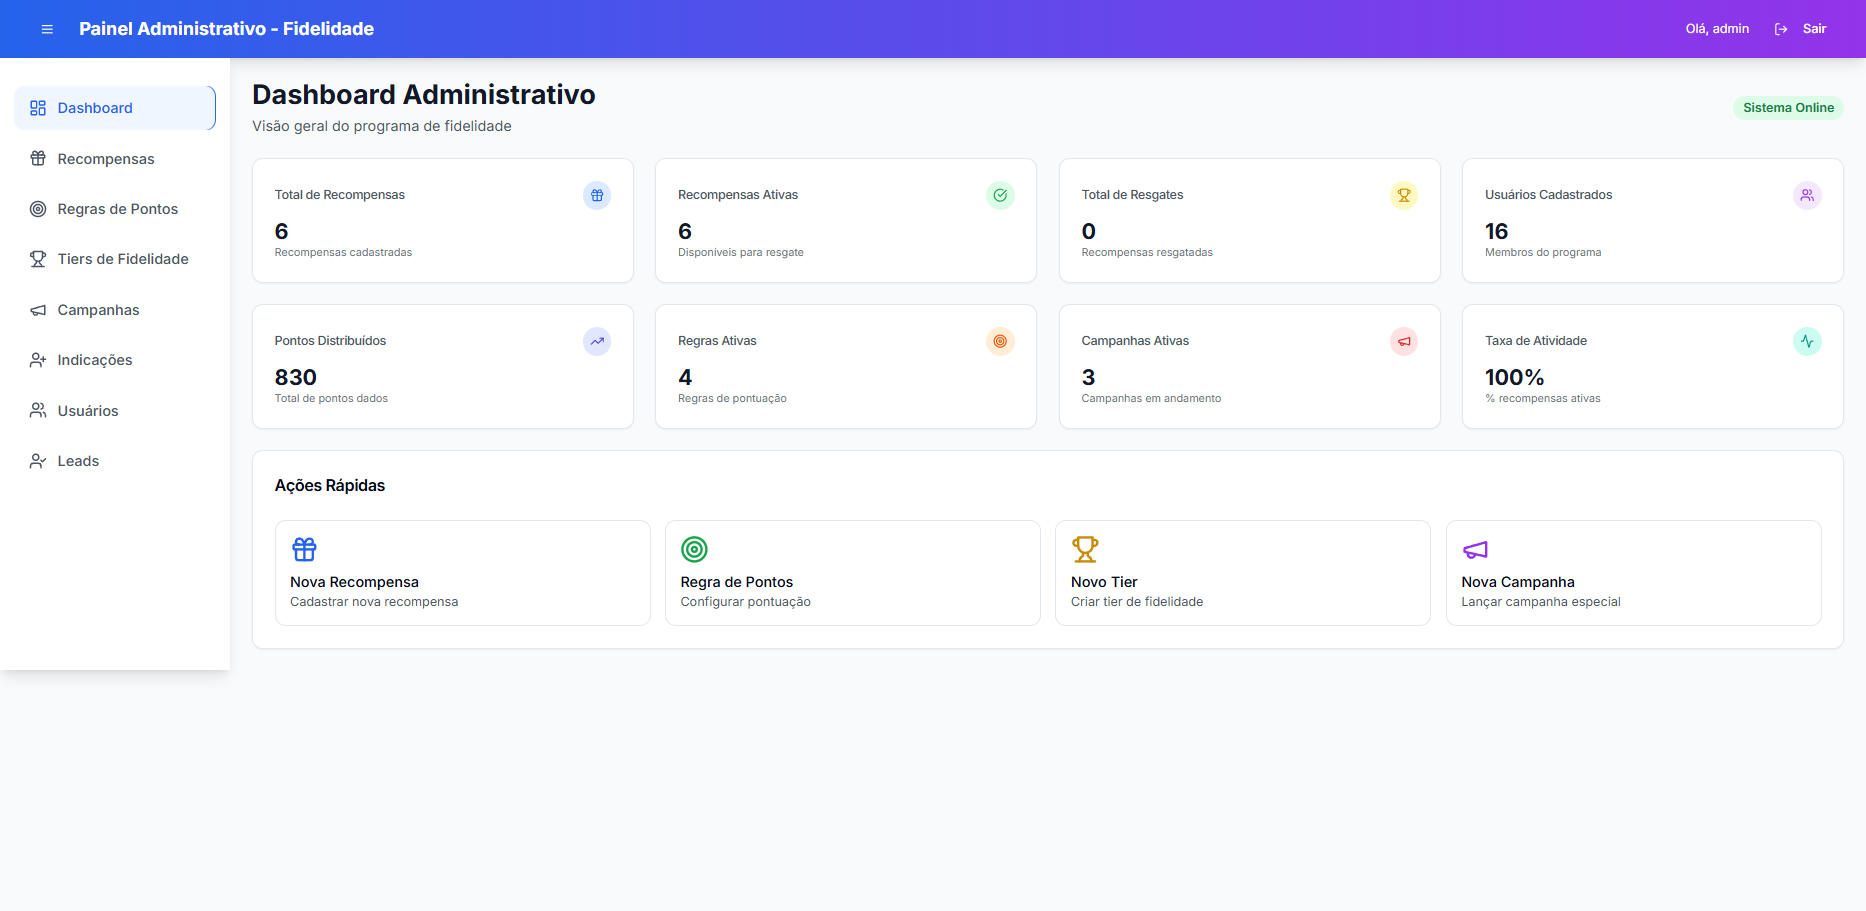 Painel Administrativo - Fidelidade
Olá, admin
Sair
Dashboard
Recompensas
Regras de Pontos
Tiers de Fidelidade
Campanhas
Indicações
Usuários
Leads
Dashboard Administrativo
Visão geral do programa de fidelidade
Sistema Online
Total de Recompensas
6
Recompensas cadastradas
Recompensas Ativas
6
Disponíveis para resgate
Total de Resgates
0
Recompensas resgatadas
Usuários Cadastrados
16
Membros do programa
Pontos Distribuídos
830
Total de pontos dados
Regras Ativas
4
Regras de pontuação
Campanhas Ativas
3
Campanhas em andamento
Taxa de Atividade
100%
% recompensas ativas
Ações Rápidas
Nova Recompensa
Cadastrar nova recompensa
Regra de Pontos
Configurar pontuação
Novo Tier
Criar tier de fidelidade
Nova Campanha
Lançar campanha especial